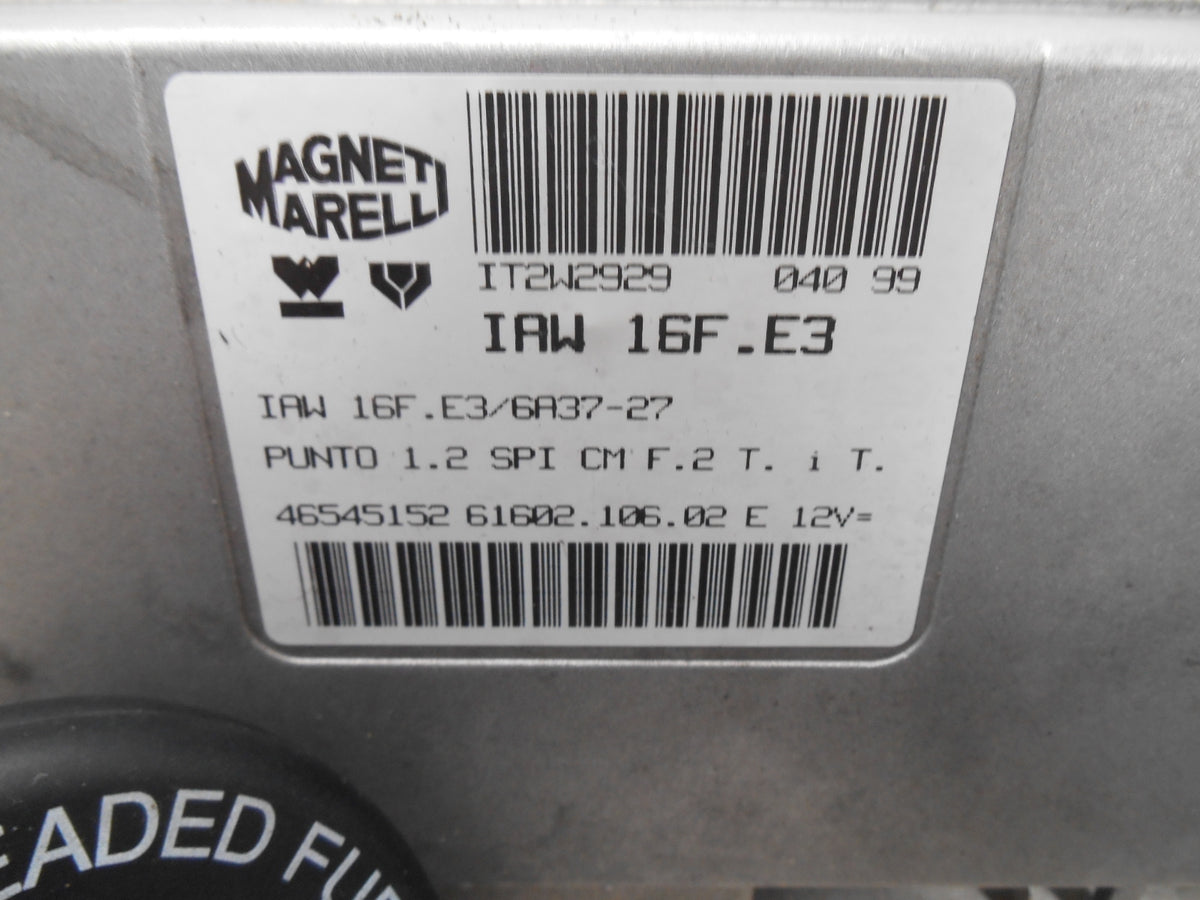 MAGNETI
MARELLI
IT2W2929 040 99
IAW 16F.E3
IAW 16F.E3/6A37-27
PUNTO 1.2 SPI CM F.2 T. i T.
46545152 61602.106.02 E 12V=
EADED FUE